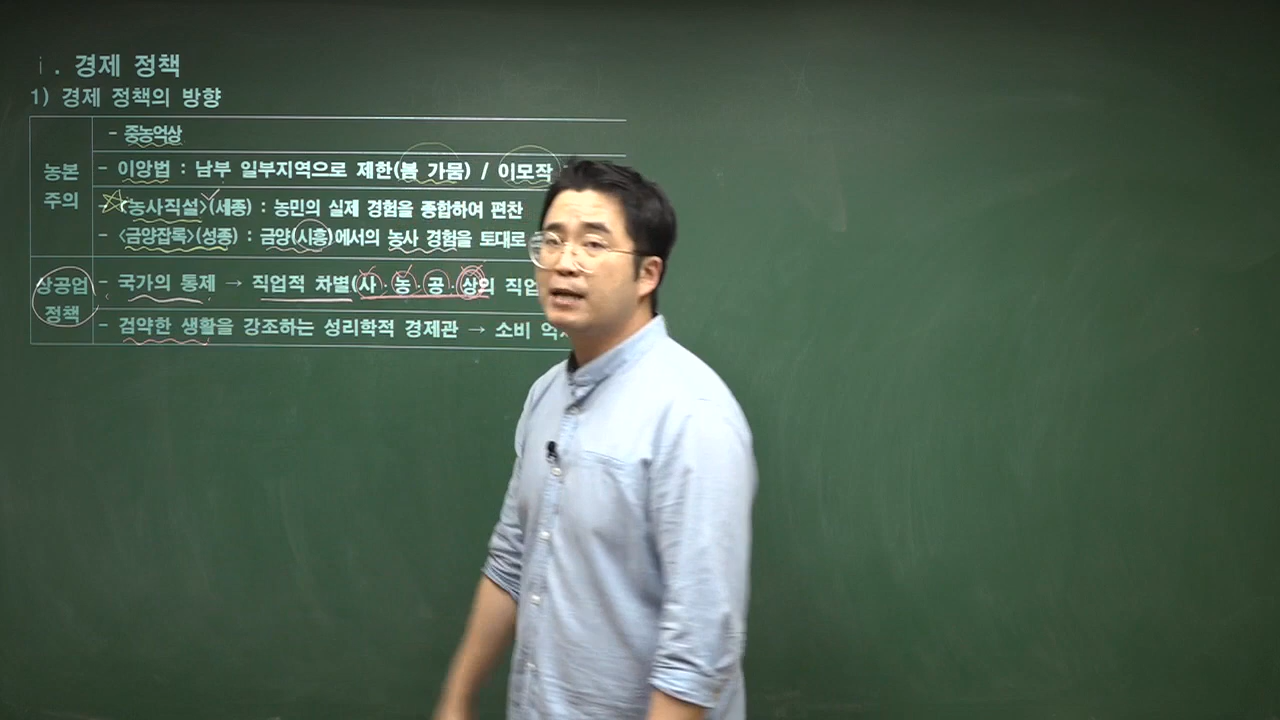 i. 경제 정책
1) 경제 정책의 방향
농본
주의
- 중농억상
- 이앙법 : 남부 일부지역으로 제한(봄 가뭄) / 이모작
- <농사직설>(세종) : 농민의 실제 경험을 종합하여 편찬
- <금양잡록>(성종) : 금양(시흥)에서의 농사 경험을 토대로
상공업
정책
- 국가의 통제 → 직업적 차별(사·농·공·상의 직업
- 검약한 생활을 강조하는 성리학적 경제관 → 소비